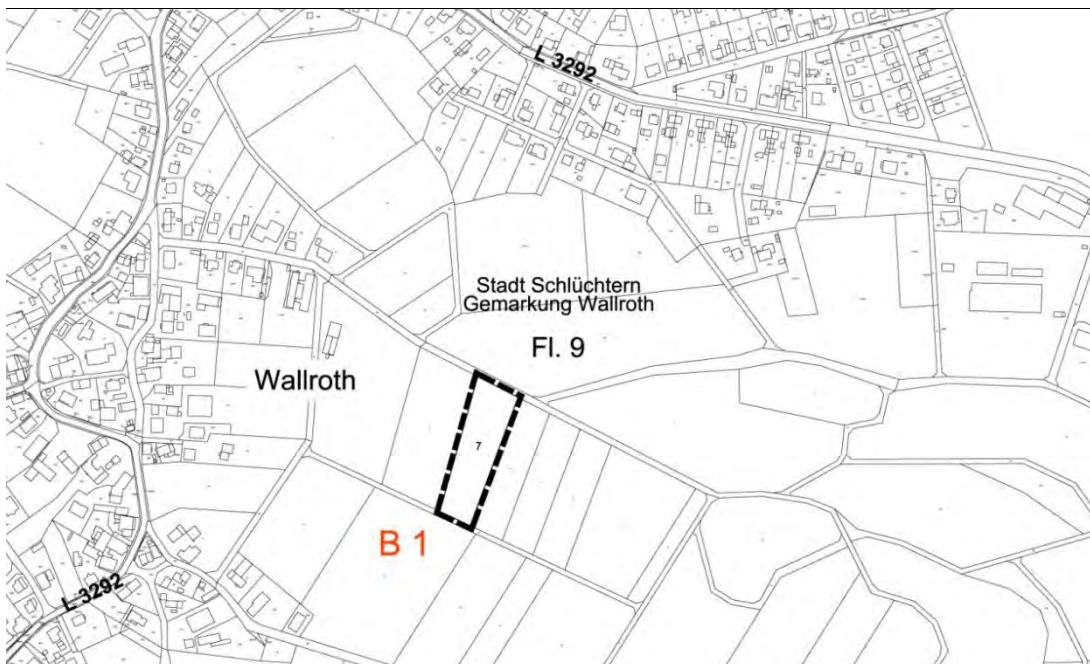 L 3292
Stadt Schlüchtern
Gemarkung Wallroth
Fl. 9
Wallroth
7
B 1
L 3292